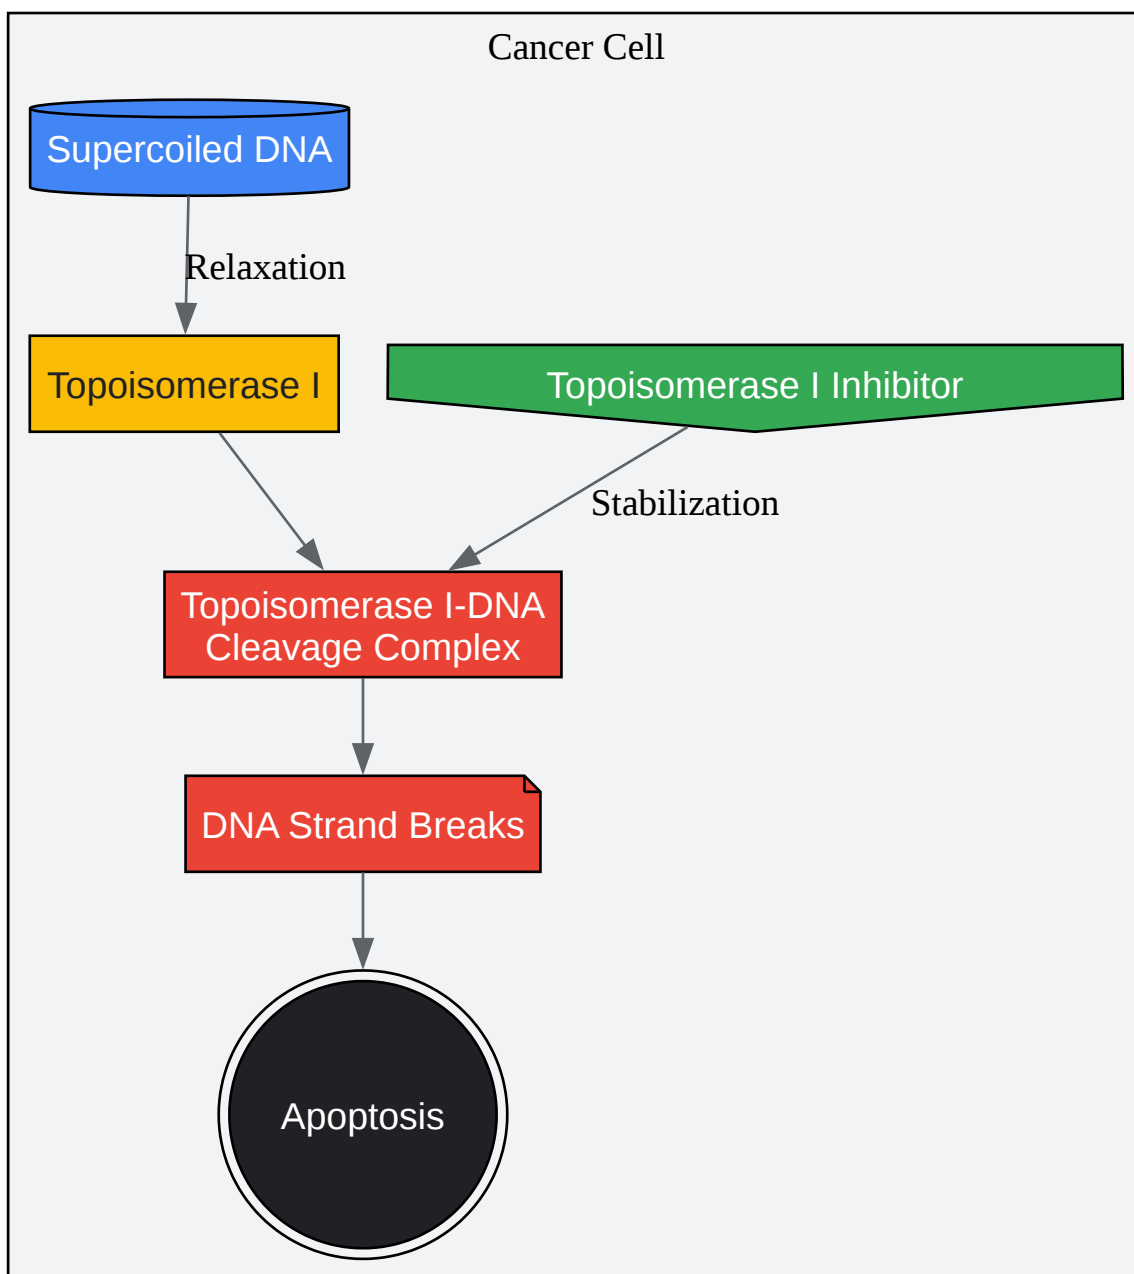 Cancer Cell
Supercoiled DNA
Relaxation
Topoisomerase I
Topoisomerase I Inhibitor
Stabilization
Topoisomerase I-DNA
Cleavage Complex
DNA Strand Breaks
Apoptosis